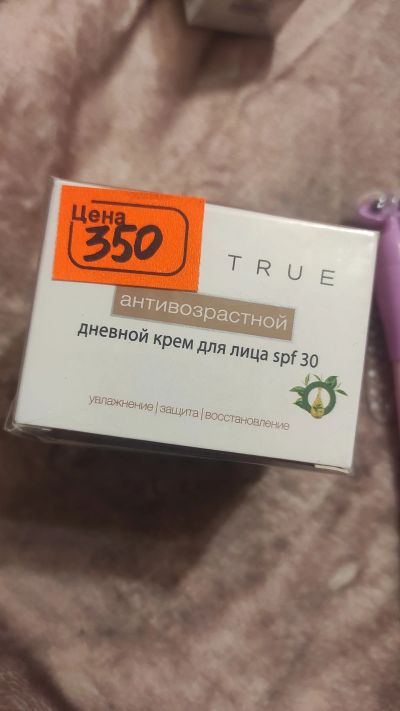 Цена
350
TRUE
антивозрастной
дневной крем для лица spf 30
увлажнение|защита|восстановление